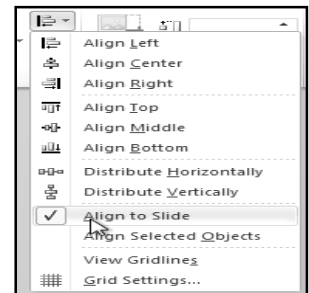 Align Left
Align Center
Align Right
Align Top
Align Middle
Align Bottom
Distribute Horizontally
Distribute Vertically
Align to Slide
Align Selected Objects
View Gridlines
Grid Settings...